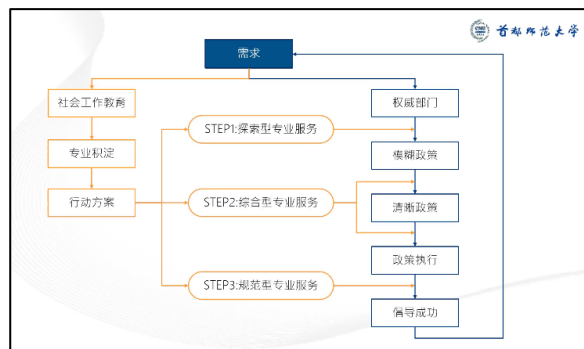 首都师范大学
需求
社会工作教育
权威部门
STEP1:探索型专业服务
专业积淀
模糊政策
行动方案
STEP2:综合型专业服务
清晰政策
政策执行
STEP3:规范型专业服务
倡导成功